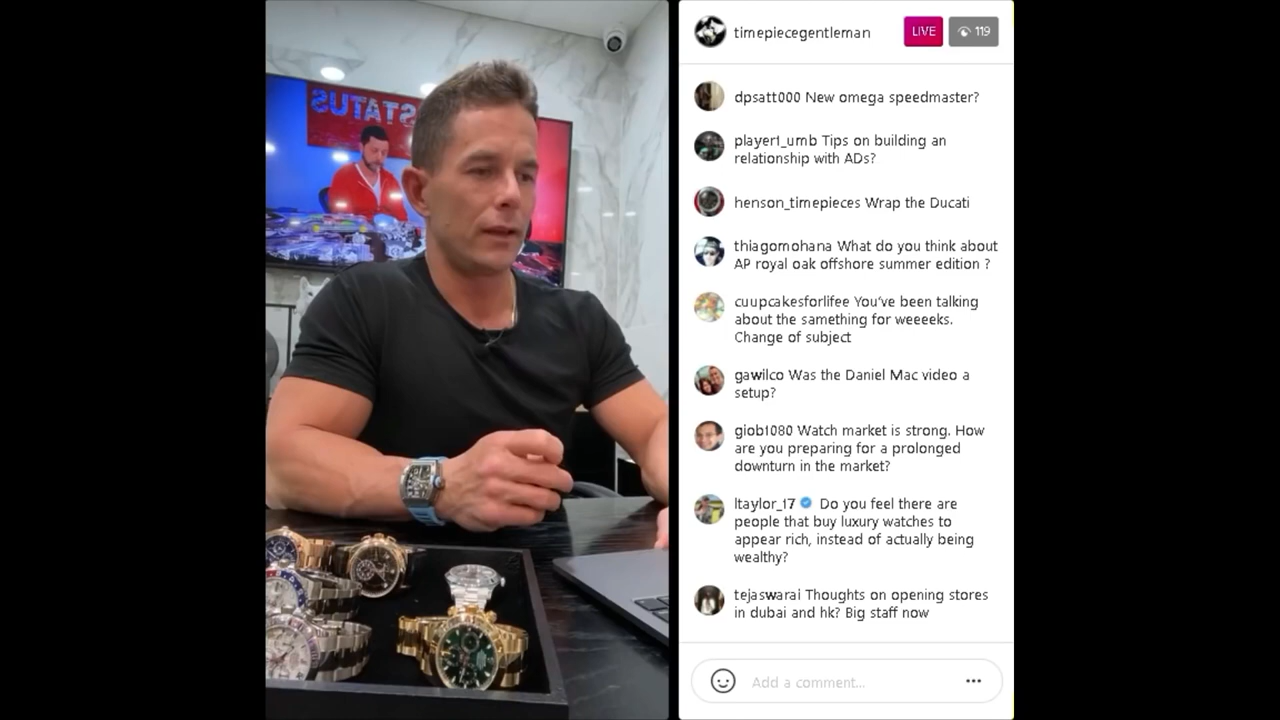 STATUS
timepiecegentleman
LIVE
119
dpsatt000 New omega speedmaster?
player1_umb Tips on building an
relationship with ADs?
henson_timepieces Wrap the Ducati
thiagomohana What do you think about
AP royal oak offshore summer edition ?
cuupcakesforlifee You've been talking
about the samething for weeeeks.
Change of subject
gawilco Was the Daniel Mac video a
setup?
giob1080 Watch market is strong. How
are you preparing for a prolonged
downturn in the market?
ltaylor_17 Do you feel there are
people that buy luxury watches to
appear rich, instead of actually being
wealthy?
tejaswarai Thoughts on opening stores
in dubai and hk? Big staff now
Add a comment...